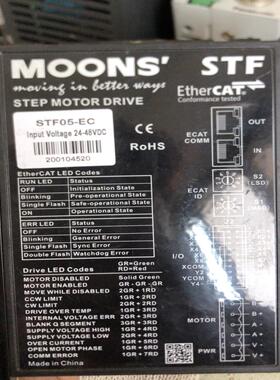 MOONS' STF
moving in better ways
EtherCAT
Conformance tested
STEP MOTOR DRIVE
STF05-EC
Input Voltage 24-48VDC
200104520
CE
RoHS
ECAT
COMM
OUT
IN
EtherCAT LED Codes
RUN LED Status
OFF Initialization State
Blinking Pre-operational State
Single Flash Safe-operational State
ON Operational State
ERR LED Status
OFF No Error
Blinking General Error
Single Flash Sync Error
Double Flash Watchdog Error
ECAT
ID
S2
(LSD)
Drive LED Codes GR=Green
RD=Red
MOTOR DISABLED Solid Green
MOTOR ENABLED GR -GR -GR
MOVE WHILE DISABLED 2GR + 1RD
CCW LIMIT 1GR + 2RD
CW LIMIT 2GR + 2RD
DRIVE OVER TEMP 1GR + 3RD
INTERNAL VOLTAGE ERR 2GR + 3RD
BLANK Q SEGMENT 3GR + 3RD
SUPPLY VOLTAGE HIGH 1GR + 4RD
SUPPLY VOLTAGE LOW 2GR + 4RD
OVER CURRENT 1GR + 5RD
OPEN MOTOR PHASE 1GR + 6RD
COMM ERROR 1GR + 7RD
Made in China
I/O
MOTOR
PWR
V-
V+